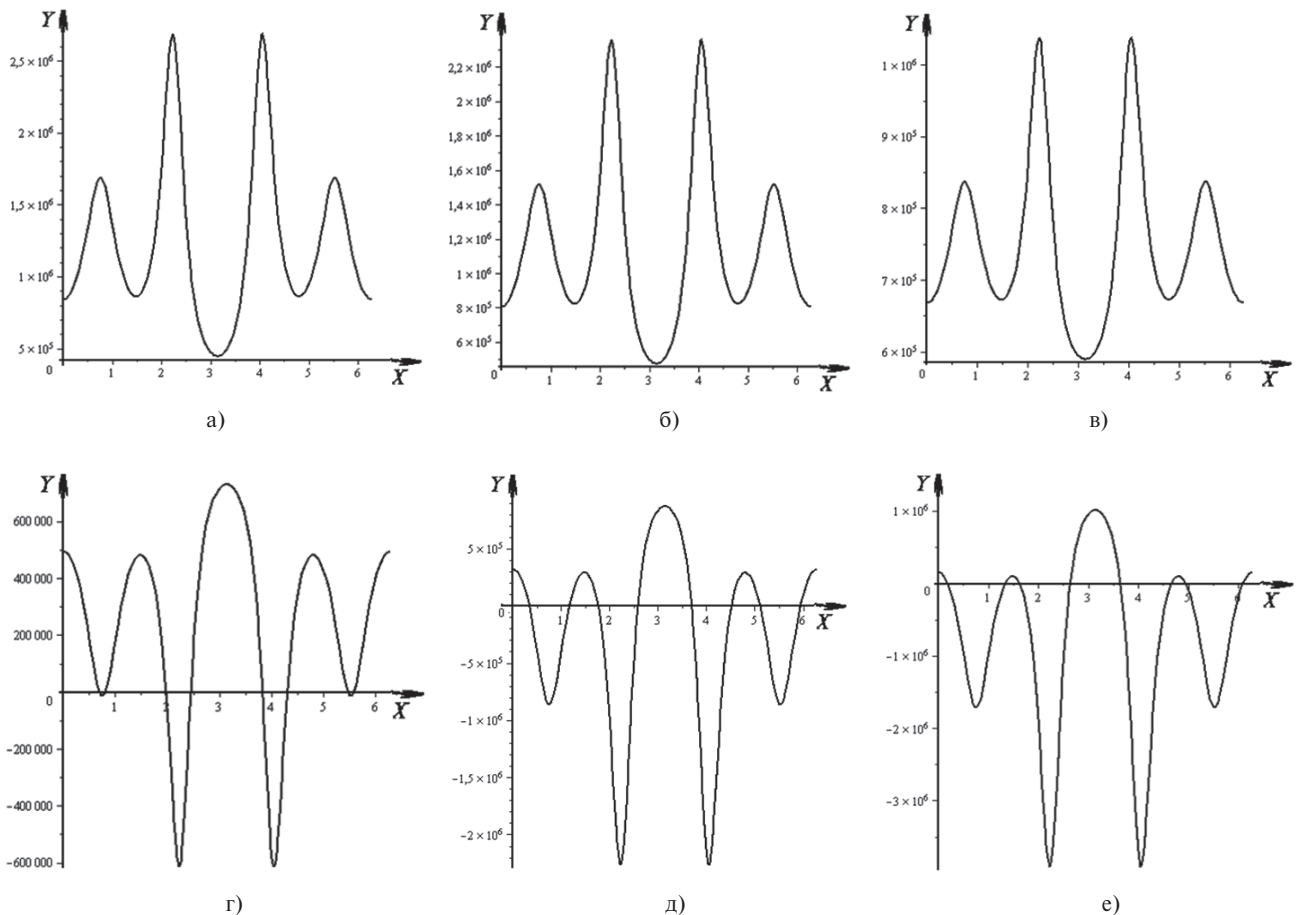 Y
2,5 × 10⁶
2 × 10⁶
1,5 × 10⁶
1 × 10⁶
5 × 10⁵
0 1 2 3 4 5 6
X
а)
Y
2,2 × 10⁶
2 × 10⁶
1,8 × 10⁶
1,6 × 10⁶
1,4 × 10⁶
1,2 × 10⁶
1 × 10⁶
8 × 10⁵
6 × 10⁵
0 1 2 3 4 5 6
X
б)
Y
1 × 10⁶
9 × 10⁵
8 × 10⁵
7 × 10⁵
6 × 10⁵
0 1 2 3 4 5 6
X
в)
Y
600 000
400 000
200 000
0 1 2 3 4 5 6
X
−200 000
−400 000
−600 000
г)
Y
5 × 10⁵
0 1 2 3 4 5 6
X
−5 × 10⁵
−1 × 10⁶
−1,5 × 10⁶
−2 × 10⁶
д)
Y
1 × 10⁶
0 1 2 3 4 5 6
X
−1 × 10⁶
−2 × 10⁶
−3 × 10⁶
е)